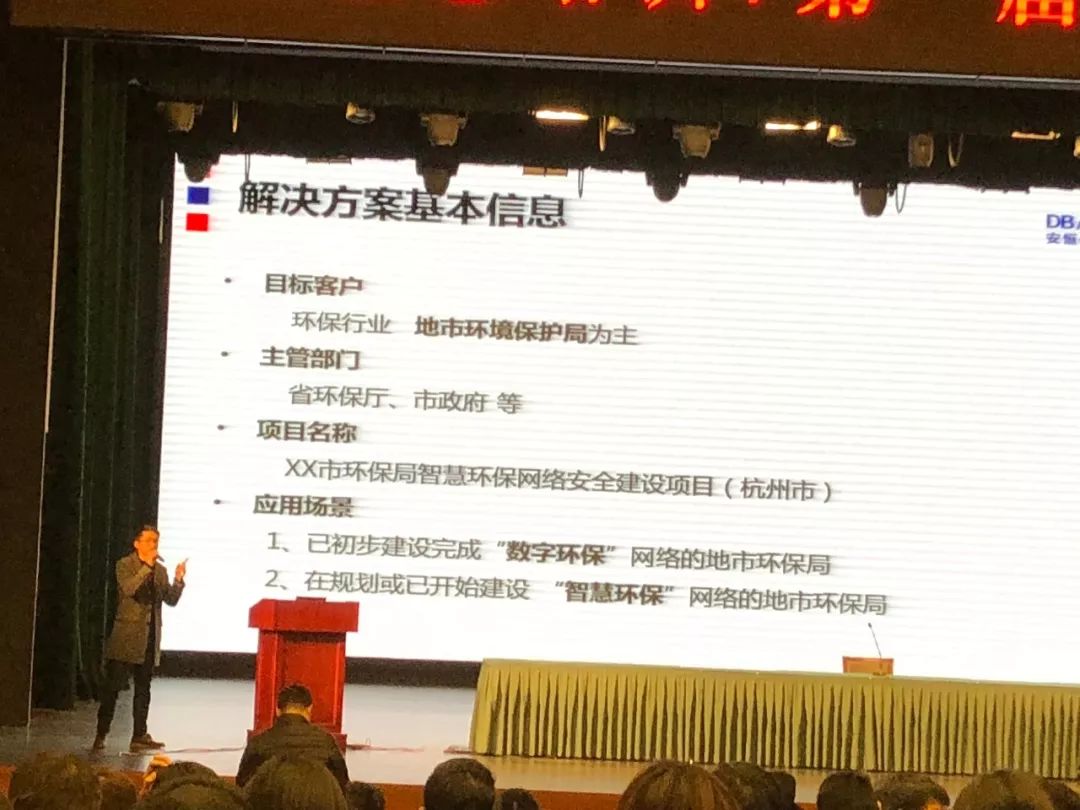 第 届
解决方案基本信息
DB
安恒
• 目标客户
环保行业 地市环境保护局为主
• 主管部门
省环保厅、市政府 等
• 项目名称
XX市环保局智慧环保网络安全建设项目（杭州市）
• 应用场景
1、已初步建设完成“数字环保”网络的地市环保局
2、在规划或已开始建设 “智慧环保”网络的地市环保局